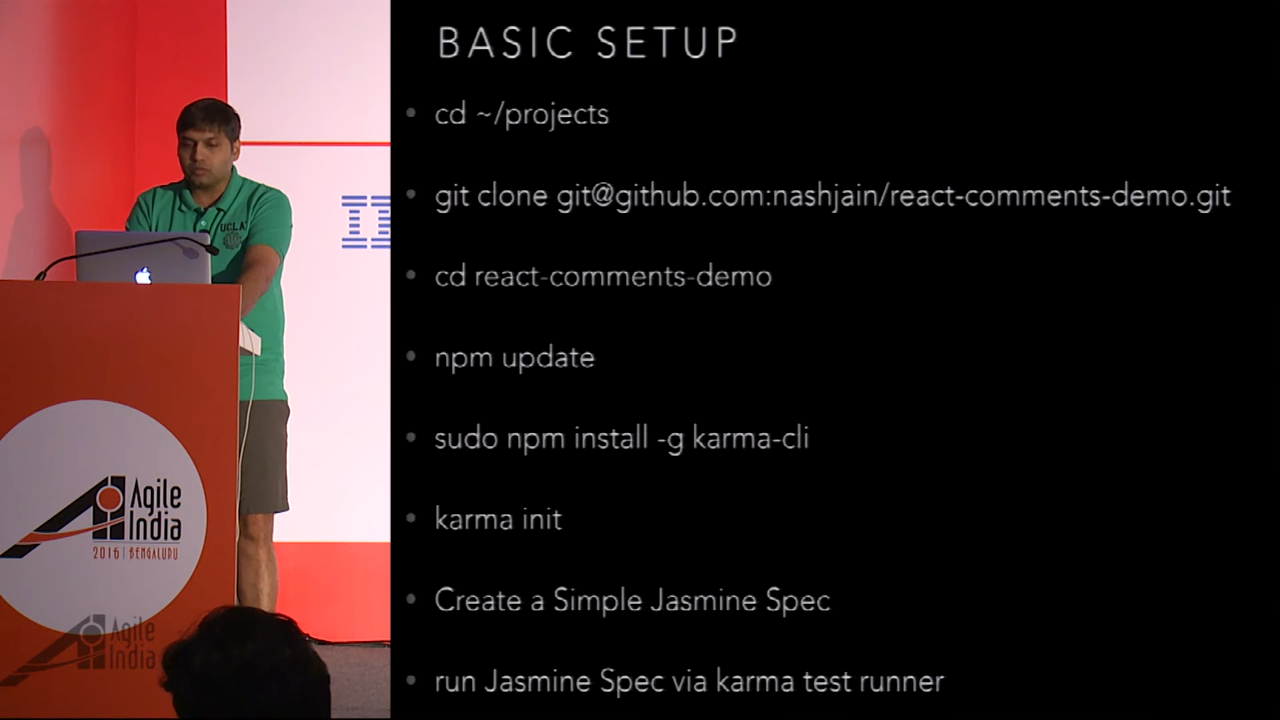 BASIC SETUP
cd ~/projects
git clone git@github.com:nashjain/react-comments-demo.git
cd react-comments-demo
npm update
sudo npm install -g karma-cli
karma init
Create a Simple Jasmine Spec
run Jasmine Spec via karma test runner
UCLA
Agile
India
2016 | BENGALURU
Agile
India